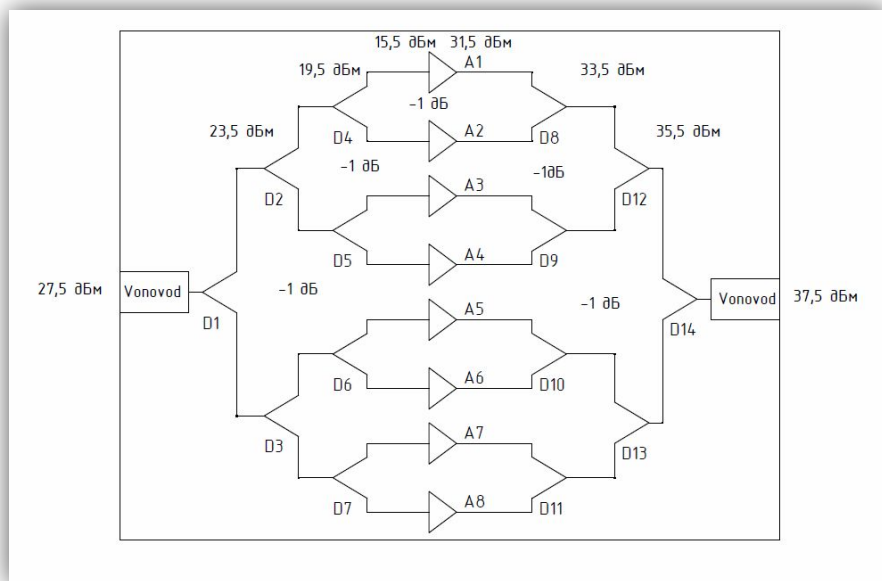 15,5 дБм 31,5 дБм
A1
19,5 дБм
33,5 дБм
-1 дБ
23,5 дБм
D4
A2
D8
35,5 дБм
-1 дБ
-1дБ
A3
D2
D12
D5
A4
D9
27,5 дБм
Vonovod
-1 дБ
-1 дБ
Vonovod
37,5 дБм
D1
A5
D14
D6
A6
D10
D3
A7
D13
D7
A8
D11